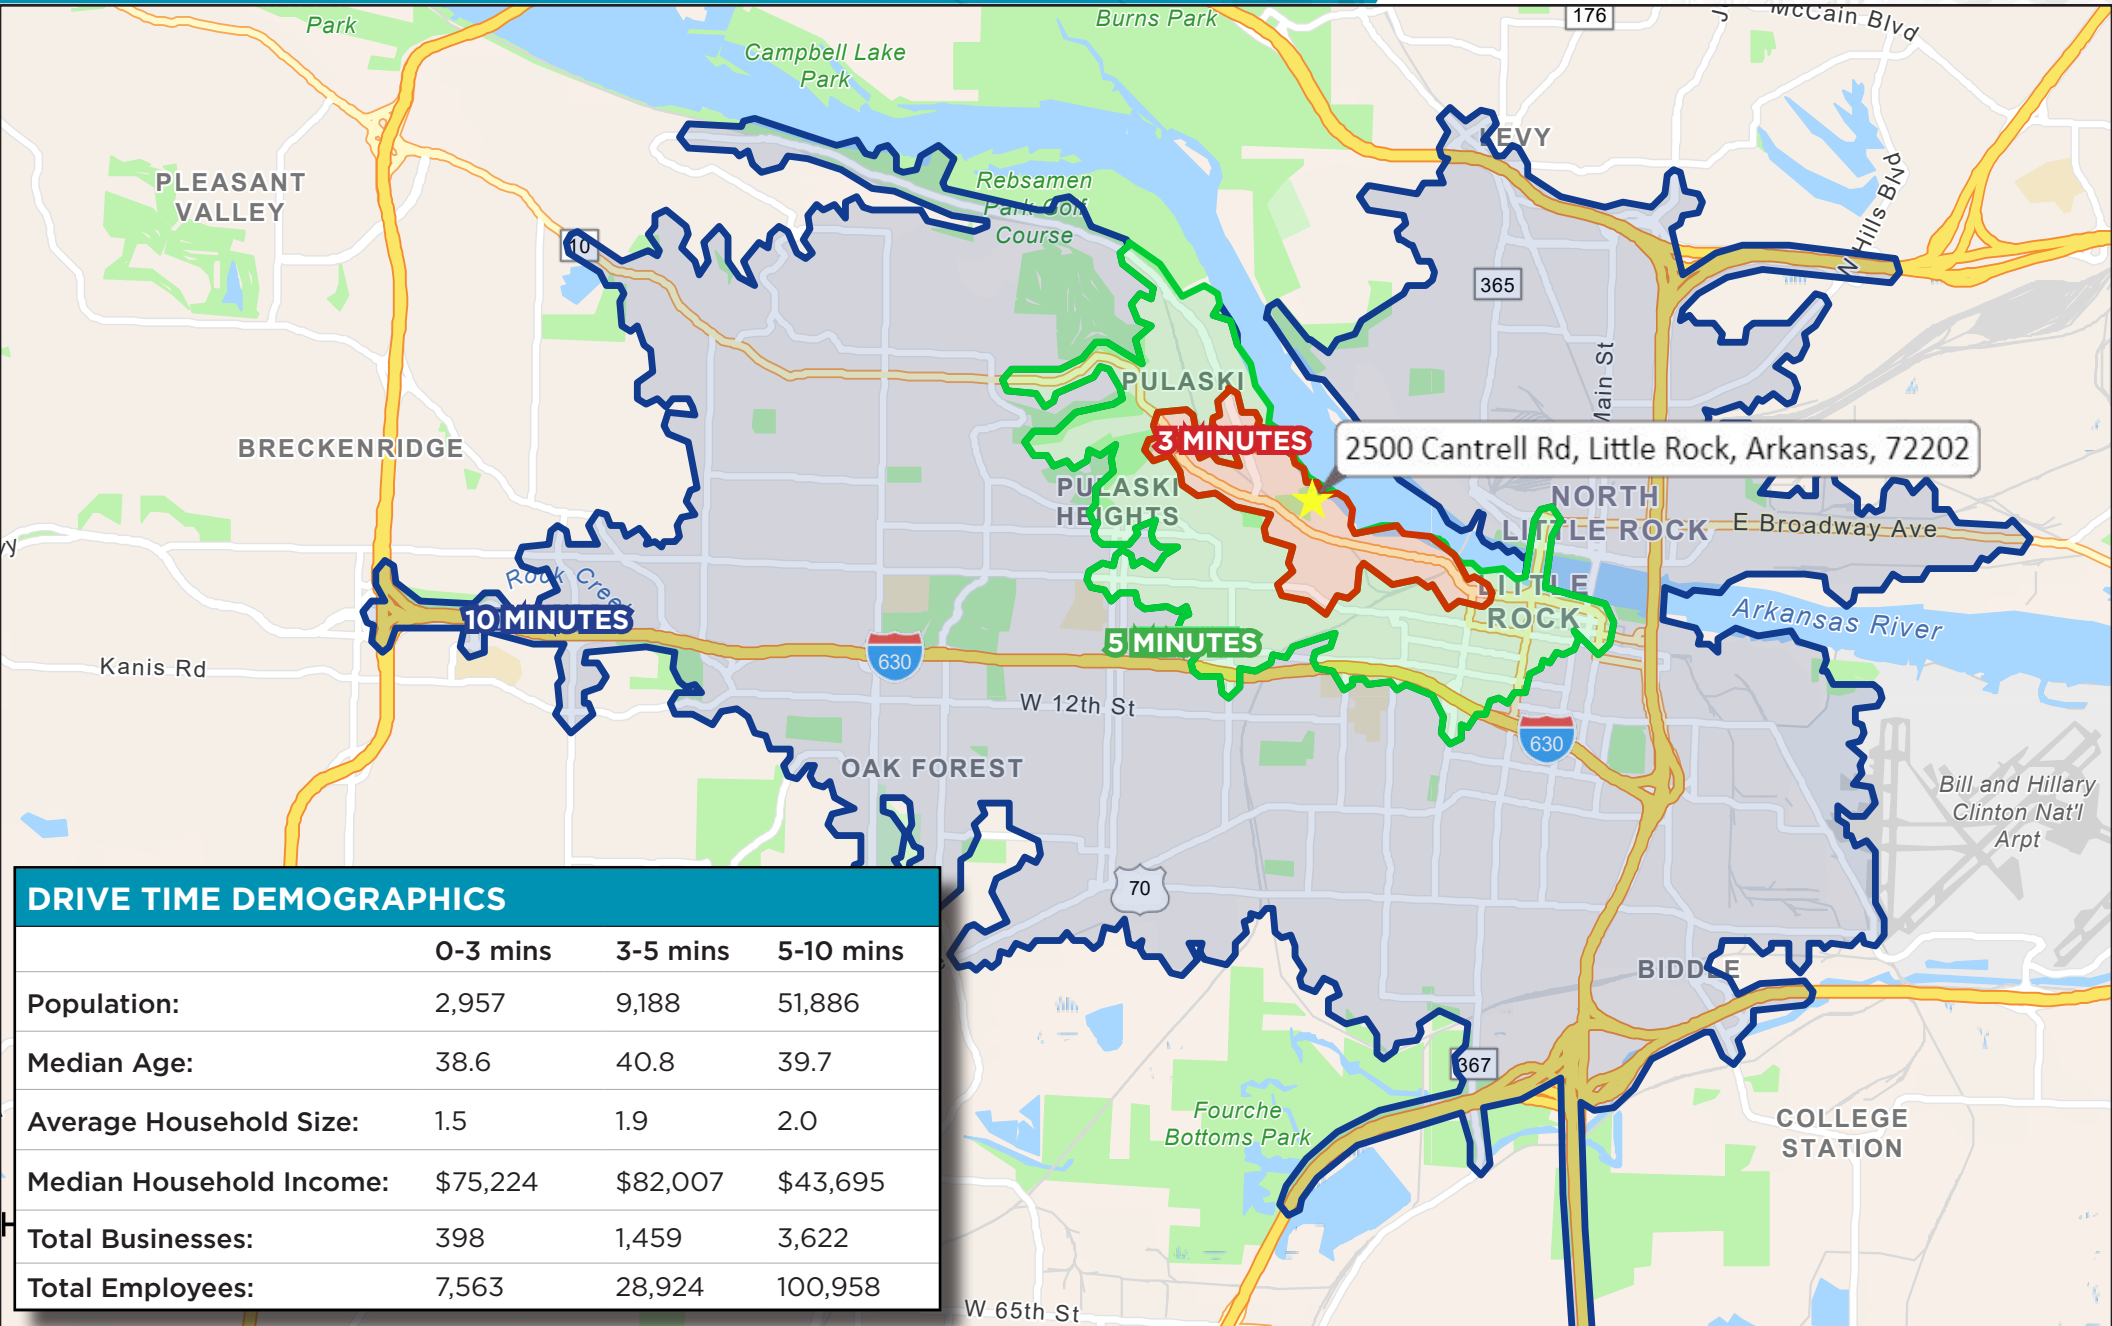 Park
Burns Park
176
McCain Blvd
Campbell Lake
Park
LEVY
PLEASANT
VALLEY
Rebsamen
Park Golf
Course
N Hills Blvd
10
365
Main St
PULASKI
3 MINUTES
2500 Cantrell Rd, Little Rock, Arkansas, 72202
BRECKENRIDGE
PULASKI
HEIGHTS
NORTH
LITTLE ROCK
E Broadway Ave
Rock Creek
10 MINUTES
LITTLE
ROCK
Arkansas River
5 MINUTES
630
Kanis Rd
W 12th St
630
OAK FOREST
Bill and Hillary
Clinton Nat'l
Arpt
70
BIDDLE
367
Fourche
Bottoms Park
COLLEGE
STATION
W 65th St
DRIVE TIME DEMOGRAPHICS
0-3 mins 3-5 mins 5-10 mins
Population: 2,957 9,188 51,886
Median Age: 38.6 40.8 39.7
Average Household Size: 1.5 1.9 2.0
Median Household Income: $75,224 $82,007 $43,695
Total Businesses: 398 1,459 3,622
Total Employees: 7,563 28,924 100,958